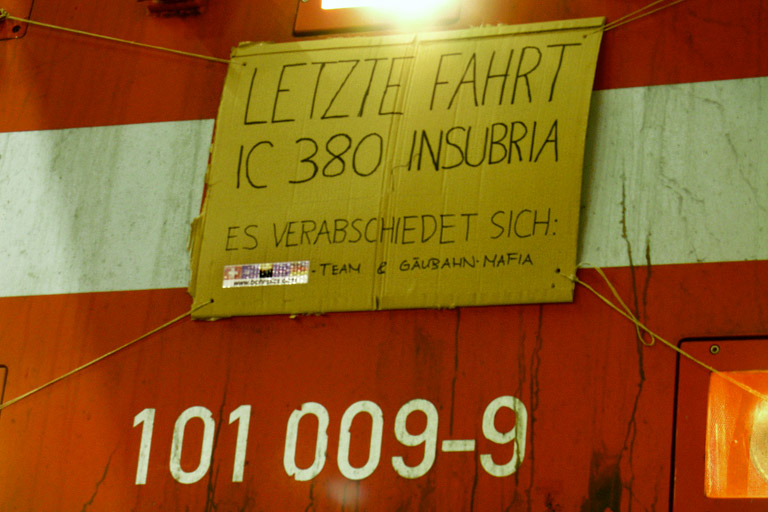 LETZTE FAHRT
IC 380 INSUBRIA
ES VERABSCHIEDET SICH:
-TEAM & GÄUBAHN-MAFIA
101 009-9